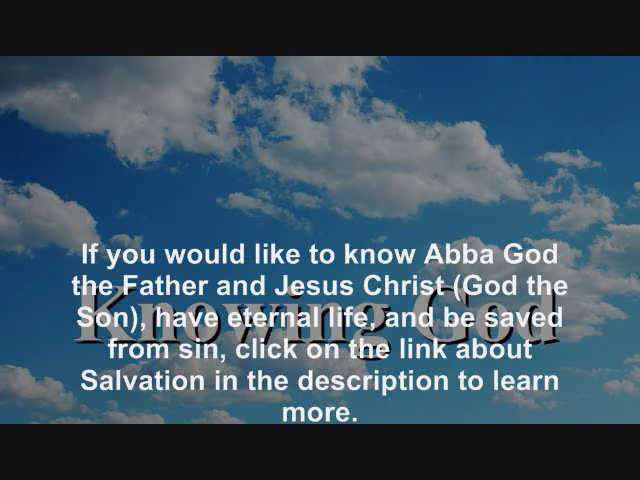 If you would like to know Abba God
the Father and Jesus Christ (God the
Son), have eternal life, and be saved
from sin, click on the link about
Salvation in the description to learn
more.
Knowing God